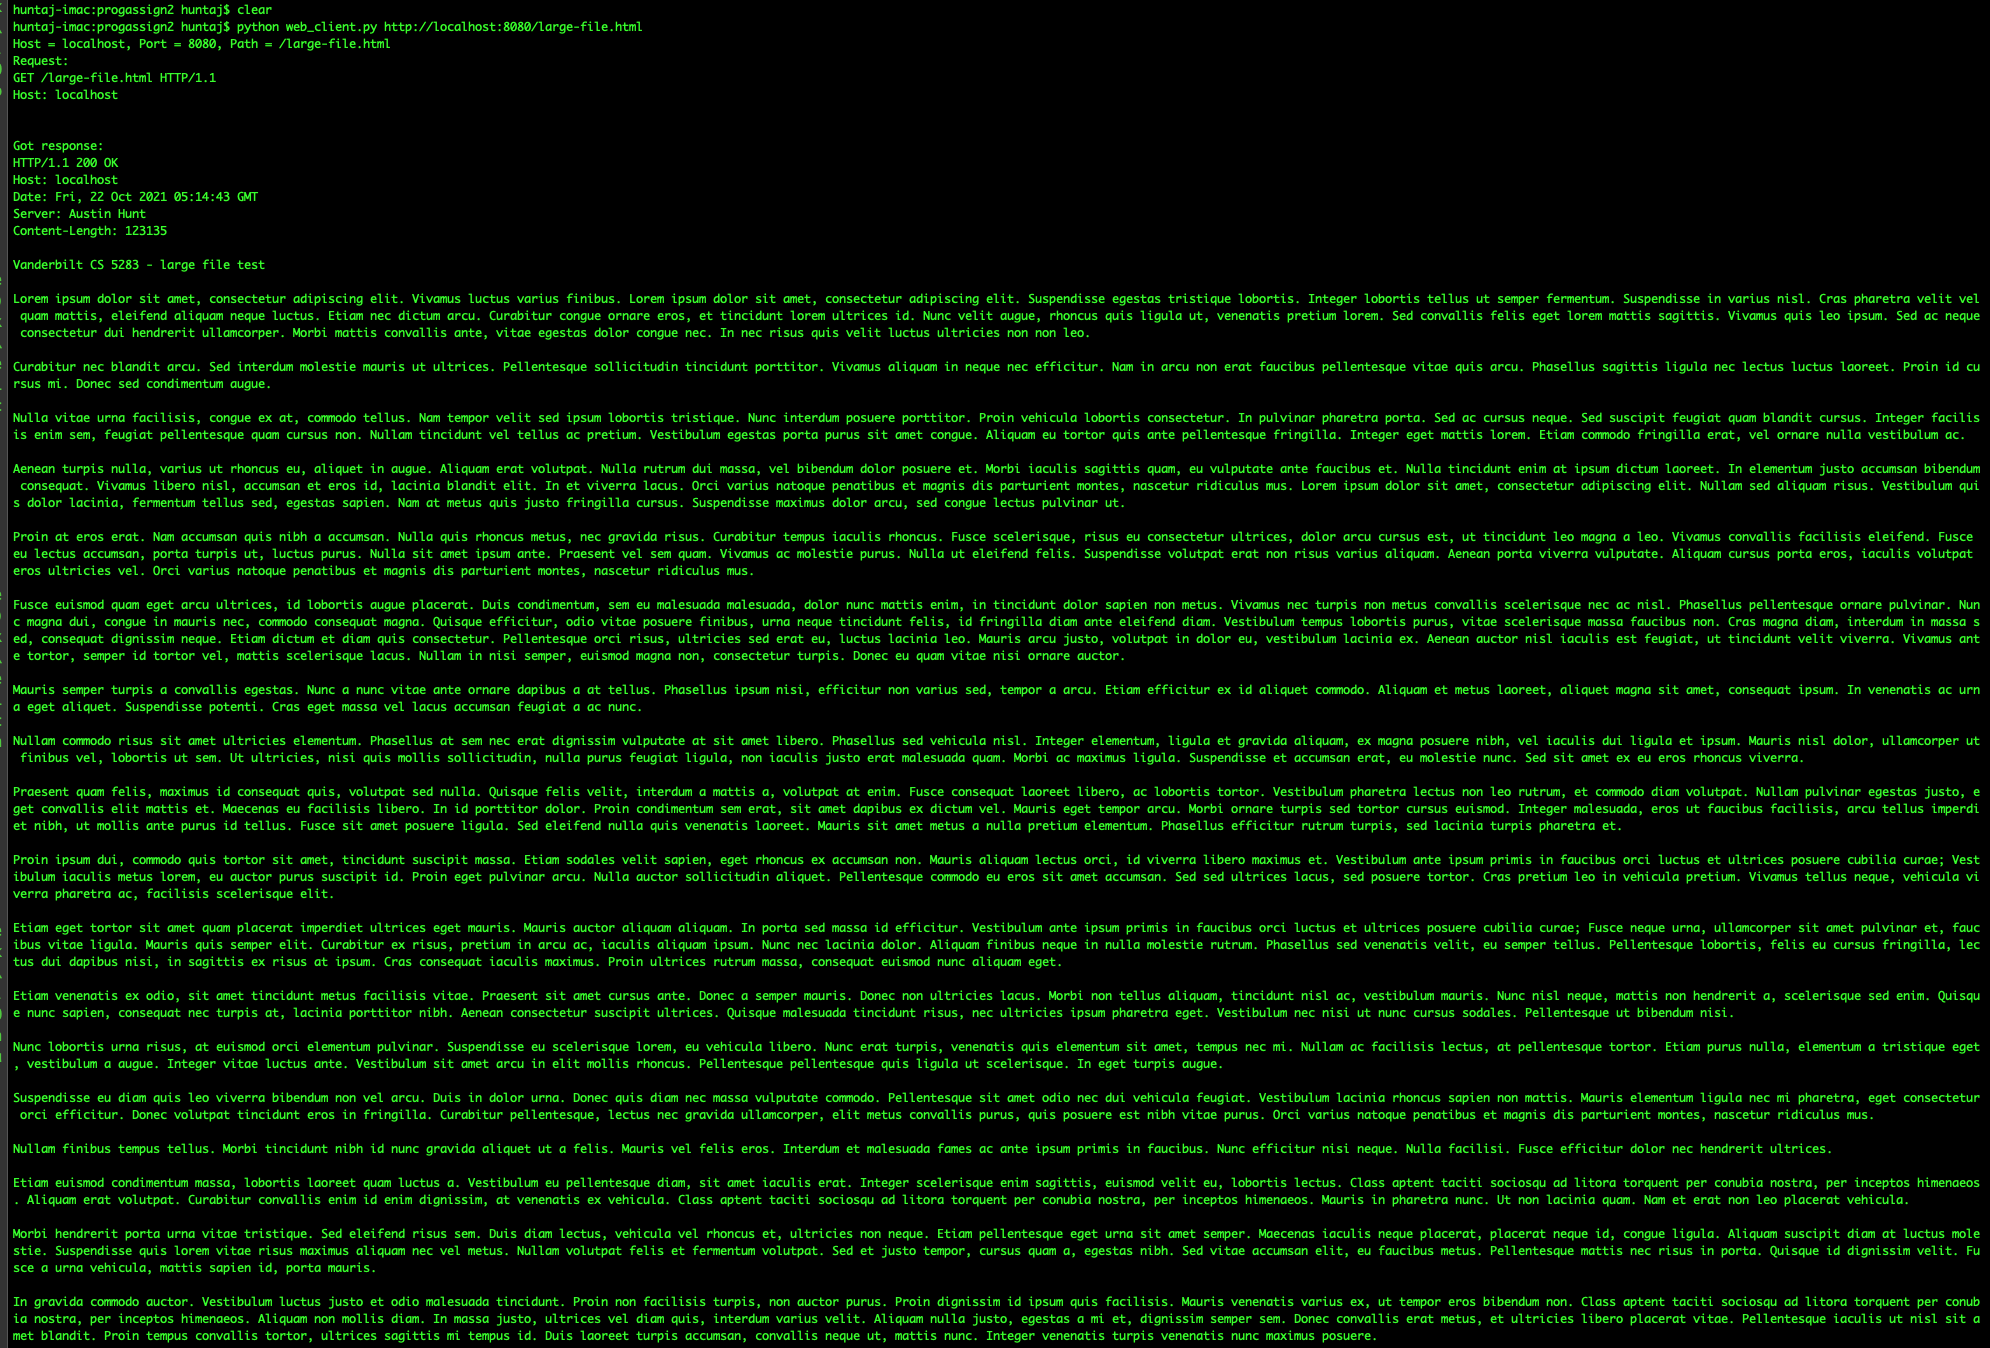 huntaj-imac:progassign2 huntaj$ clear
huntaj-imac:progassign2 huntaj$ python web_client.py http://localhost:8080/large-file.html
Host = localhost, Port = 8080, Path = /large-file.html
Request:
GET /large-file.html HTTP/1.1
Host: localhost
Got response:
HTTP/1.1 200 OK
Host: localhost
Date: Fri, 22 Oct 2021 05:14:43 GMT
Server: Austin Hunt
Content-Length: 123135
Vanderbilt CS 5283 - large file test
Lorem ipsum dolor sit amet, consectetur adipiscing elit. Vivamus luctus varius finibus. Lorem ipsum dolor sit amet, consectetur adipiscing elit. Suspendisse egestas tristique lobortis. Integer lobortis tellus ut semper fermentum. Suspendisse in varius nisl. Cras pharetra velit vel
 quam mattis, eleifend aliquam neque luctus. Etiam nec dictum arcu. Curabitur congue ornare eros, et tincidunt lorem ultrices id. Nunc velit augue, rhoncus quis ligula ut, venenatis pretium lorem. Sed convallis felis eget lorem mattis sagittis. Vivamus quis leo ipsum. Sed ac neque
 consectetur dui hendrerit ullamcorper. Morbi mattis convallis ante, vitae egestas dolor congue nec. In nec risus quis velit luctus ultricies non non leo.
Curabitur nec blandit arcu. Sed interdum molestie mauris ut ultrices. Pellentesque sollicitudin tincidunt porttitor. Vivamus aliquam in neque nec efficitur. Nam in arcu non erat faucibus pellentesque vitae quis arcu. Phasellus sagittis ligula nec lectus luctus laoreet. Proin id cu
rsus mi. Donec sed condimentum augue.
Nulla vitae urna facilisis, congue ex at, commodo tellus. Nam tempor velit sed ipsum lobortis tristique. Nunc interdum posuere porttitor. Proin vehicula lobortis consectetur. In pulvinar pharetra porta. Sed ac cursus neque. Sed suscipit feugiat quam blandit cursus. Integer facilis
is enim sem, feugiat pellentesque quam cursus non. Nullam tincidunt vel tellus ac pretium. Vestibulum egestas porta purus sit amet congue. Aliquam eu tortor quis ante pellentesque fringilla. Integer eget mattis lorem. Etiam commodo fringilla erat, vel ornare nulla vestibulum ac.
Aenean turpis nulla, varius ut rhoncus eu, aliquet in augue. Aliquam erat volutpat. Nulla rutrum dui massa, vel bibendum dolor posuere et. Morbi iaculis sagittis quam, eu vulputate ante faucibus et. Nulla tincidunt enim at ipsum dictum laoreet. In elementum justo accumsan bibendum
 consequat. Vivamus libero nisl, accumsan et eros id, lacinia blandit elit. In et viverra lacus. Orci varius natoque penatibus et magnis dis parturient montes, nascetur ridiculus mus. Lorem ipsum dolor sit amet, consectetur adipiscing elit. Nullam sed aliquam risus. Vestibulum qui
s dolor lacinia, fermentum tellus sed, egestas sapien. Nam at metus quis justo fringilla cursus. Suspendisse maximus dolor arcu, sed congue lectus pulvinar ut.
Proin at eros erat. Nam accumsan quis nibh a accumsan. Nulla quis rhoncus metus, nec gravida risus. Curabitur tempus iaculis rhoncus. Fusce scelerisque, risus eu consectetur ultrices, dolor arcu cursus est, ut tincidunt leo magna a leo. Vivamus convallis facilisis eleifend. Fusce
eu lectus accumsan, porta turpis ut, luctus purus. Nulla sit amet ipsum ante. Praesent vel sem quam. Vivamus ac molestie purus. Nulla ut eleifend felis. Suspendisse volutpat erat non risus varius aliquam. Aenean porta viverra vulputate. Aliquam cursus porta eros, iaculis volutpat
eros ultricies vel. Orci varius natoque penatibus et magnis dis parturient montes, nascetur ridiculus mus.
Fusce euismod quam eget arcu ultrices, id lobortis augue placerat. Duis condimentum, sem eu malesuada malesuada, dolor nunc mattis enim, in tincidunt dolor sapien non metus. Vivamus nec turpis non metus convallis scelerisque nec ac nisl. Phasellus pellentesque ornare pulvinar. Nun
c magna dui, congue in mauris nec, commodo consequat magna. Quisque efficitur, odio vitae posuere finibus, urna neque tincidunt felis, id fringilla diam ante eleifend diam. Vestibulum tempus lobortis purus, vitae scelerisque massa faucibus non. Cras magna diam, interdum in massa s
ed, consequat dignissim neque. Etiam dictum et diam quis consectetur. Pellentesque orci risus, ultricies sed erat eu, luctus lacinia leo. Mauris arcu justo, volutpat in dolor eu, vestibulum lacinia ex. Aenean auctor nisl iaculis est feugiat, ut tincidunt velit viverra. Vivamus ant
e tortor, semper id tortor vel, mattis scelerisque lacus. Nullam in nisi semper, euismod magna non, consectetur turpis. Donec eu quam vitae nisi ornare auctor.
Mauris semper turpis a convallis egestas. Nunc a nunc vitae ante ornare dapibus a at tellus. Phasellus ipsum nisi, efficitur non varius sed, tempor a arcu. Etiam efficitur ex id aliquet commodo. Aliquam et metus laoreet, aliquet magna sit amet, consequat ipsum. In venenatis ac urn
a eget aliquet. Suspendisse potenti. Cras eget massa vel lacus accumsan feugiat a ac nunc.
Nullam commodo risus sit amet ultricies elementum. Phasellus at sem nec erat dignissim vulputate at sit amet libero. Phasellus sed vehicula nisl. Integer elementum, ligula et gravida aliquam, ex magna posuere nibh, vel iaculis dui ligula et ipsum. Mauris nisl dolor, ullamcorper ut
 finibus vel, lobortis ut sem. Ut ultricies, nisi quis mollis sollicitudin, nulla purus feugiat ligula, non iaculis justo erat malesuada quam. Morbi ac maximus ligula. Suspendisse et accumsan erat, eu molestie nunc. Sed sit amet ex eu eros rhoncus viverra.
Praesent quam felis, maximus id consequat quis, volutpat sed nulla. Quisque felis velit, interdum a mattis a, volutpat at enim. Fusce consequat laoreet libero, ac lobortis tortor. Vestibulum pharetra lectus non leo rutrum, et commodo diam volutpat. Nullam pulvinar egestas justo, e
get convallis elit mattis et. Maecenas eu facilisis libero. In id porttitor dolor. Proin condimentum sem erat, sit amet dapibus ex dictum vel. Mauris eget tempor arcu. Morbi ornare turpis sed tortor cursus euismod. Integer malesuada, eros ut faucibus facilisis, arcu tellus imperdi
et nibh, ut mollis ante purus id tellus. Fusce sit amet posuere ligula. Sed eleifend nulla quis venenatis laoreet. Mauris sit amet metus a nulla pretium elementum. Phasellus efficitur rutrum turpis, sed lacinia turpis pharetra et.
Proin ipsum dui, commodo quis tortor sit amet, tincidunt suscipit massa. Etiam sodales velit sapien, eget rhoncus ex accumsan non. Mauris aliquam lectus orci, id viverra libero maximus et. Vestibulum ante ipsum primis in faucibus orci luctus et ultrices posuere cubilia curae; Vest
ibulum iaculis metus lorem, eu auctor purus suscipit id. Proin eget pulvinar arcu. Nulla auctor sollicitudin aliquet. Pellentesque commodo eu eros sit amet accumsan. Sed sed ultrices lacus, sed posuere tortor. Cras pretium leo in vehicula pretium. Vivamus tellus neque, vehicula vi
verra pharetra ac, facilisis scelerisque elit.
Etiam eget tortor sit amet quam placerat imperdiet ultrices eget mauris. Mauris auctor aliquam aliquam. In porta sed massa id efficitur. Vestibulum ante ipsum primis in faucibus orci luctus et ultrices posuere cubilia curae; Fusce neque urna, ullamcorper sit amet pulvinar et, fauc
ibus vitae ligula. Mauris quis semper elit. Curabitur ex risus, pretium in arcu ac, iaculis aliquam ipsum. Nunc nec lacinia dolor. Aliquam finibus neque in nulla molestie rutrum. Phasellus sed venenatis velit, eu semper tellus. Pellentesque lobortis, felis eu cursus fringilla, lec
tus dui dapibus nisi, in sagittis ex risus at ipsum. Cras consequat iaculis maximus. Proin ultrices rutrum massa, consequat euismod nunc aliquam eget.
Etiam venenatis ex odio, sit amet tincidunt metus facilisis vitae. Praesent sit amet cursus ante. Donec a semper mauris. Donec non ultricies lacus. Morbi non tellus aliquam, tincidunt nisl ac, vestibulum mauris. Nunc nisl neque, mattis non hendrerit a, scelerisque sed enim. Quisqu
e nunc sapien, consequat nec turpis at, lacinia porttitor nibh. Aenean consectetur suscipit ultrices. Quisque malesuada tincidunt risus, nec ultricies ipsum pharetra eget. Vestibulum nec nisi ut nunc cursus sodales. Pellentesque ut bibendum nisi.
Nunc lobortis urna risus, at euismod orci elementum pulvinar. Suspendisse eu scelerisque lorem, eu vehicula libero. Nunc erat turpis, venenatis quis elementum sit amet, tempus nec mi. Nullam ac facilisis lectus, at pellentesque tortor. Etiam purus nulla, elementum a tristique eget
, vestibulum a augue. Integer vitae luctus ante. Vestibulum sit amet arcu in elit mollis rhoncus. Pellentesque pellentesque quis ligula ut scelerisque. In eget turpis augue.
Suspendisse eu diam quis leo viverra bibendum non vel arcu. Duis in dolor urna. Donec quis diam nec massa vulputate commodo. Pellentesque sit amet odio nec dui vehicula feugiat. Vestibulum lacinia rhoncus sapien non mattis. Mauris elementum ligula nec mi pharetra, eget consectetur
 orci efficitur. Donec volutpat tincidunt eros in fringilla. Curabitur pellentesque, lectus nec gravida ullamcorper, elit metus convallis purus, quis posuere est nibh vitae purus. Orci varius natoque penatibus et magnis dis parturient montes, nascetur ridiculus mus.
Nullam finibus tempus tellus. Morbi tincidunt nibh id nunc gravida aliquet ut a felis. Mauris vel felis eros. Interdum et malesuada fames ac ante ipsum primis in faucibus. Nunc efficitur nisi neque. Nulla facilisi. Fusce efficitur dolor nec hendrerit ultrices.
Etiam euismod condimentum massa, lobortis laoreet quam luctus a. Vestibulum eu pellentesque diam, sit amet iaculis erat. Integer scelerisque enim sagittis, euismod velit eu, lobortis lectus. Class aptent taciti sociosqu ad litora torquent per conubia nostra, per inceptos himenaeos
. Aliquam erat volutpat. Curabitur convallis enim id enim dignissim, at venenatis ex vehicula. Class aptent taciti sociosqu ad litora torquent per conubia nostra, per inceptos himenaeos. Mauris in pharetra nunc. Ut non lacinia quam. Nam et erat non leo placerat vehicula.
Morbi hendrerit porta urna vitae tristique. Sed eleifend risus sem. Duis diam lectus, vehicula vel rhoncus et, ultricies non neque. Etiam pellentesque eget urna sit amet semper. Maecenas iaculis neque placerat, placerat neque id, congue ligula. Aliquam suscipit diam at luctus mole
stie. Suspendisse quis lorem vitae risus maximus aliquam nec vel metus. Nullam volutpat felis et fermentum volutpat. Sed et justo tempor, cursus quam a, egestas nibh. Sed vitae accumsan elit, eu faucibus metus. Pellentesque mattis nec risus in porta. Quisque id dignissim velit. Fu
sce a urna vehicula, mattis sapien id, porta mauris.
In gravida commodo auctor. Vestibulum luctus justo et odio malesuada tincidunt. Proin non facilisis turpis, non auctor purus. Proin dignissim id ipsum quis facilisis. Mauris venenatis varius ex, ut tempor eros bibendum non. Class aptent taciti sociosqu ad litora torquent per conub
ia nostra, per inceptos himenaeos. Aliquam non mollis diam. In massa justo, ultrices vel diam quis, interdum varius velit. Aliquam nulla justo, egestas a mi et, dignissim semper sem. Donec convallis erat metus, et ultricies libero placerat vitae. Pellentesque iaculis ut nisl sit a
met blandit. Proin tempus convallis tortor, ultrices sagittis mi tempus id. Duis laoreet turpis accumsan, convallis neque ut, mattis nunc. Integer venenatis turpis venenatis nunc maximus posuere.